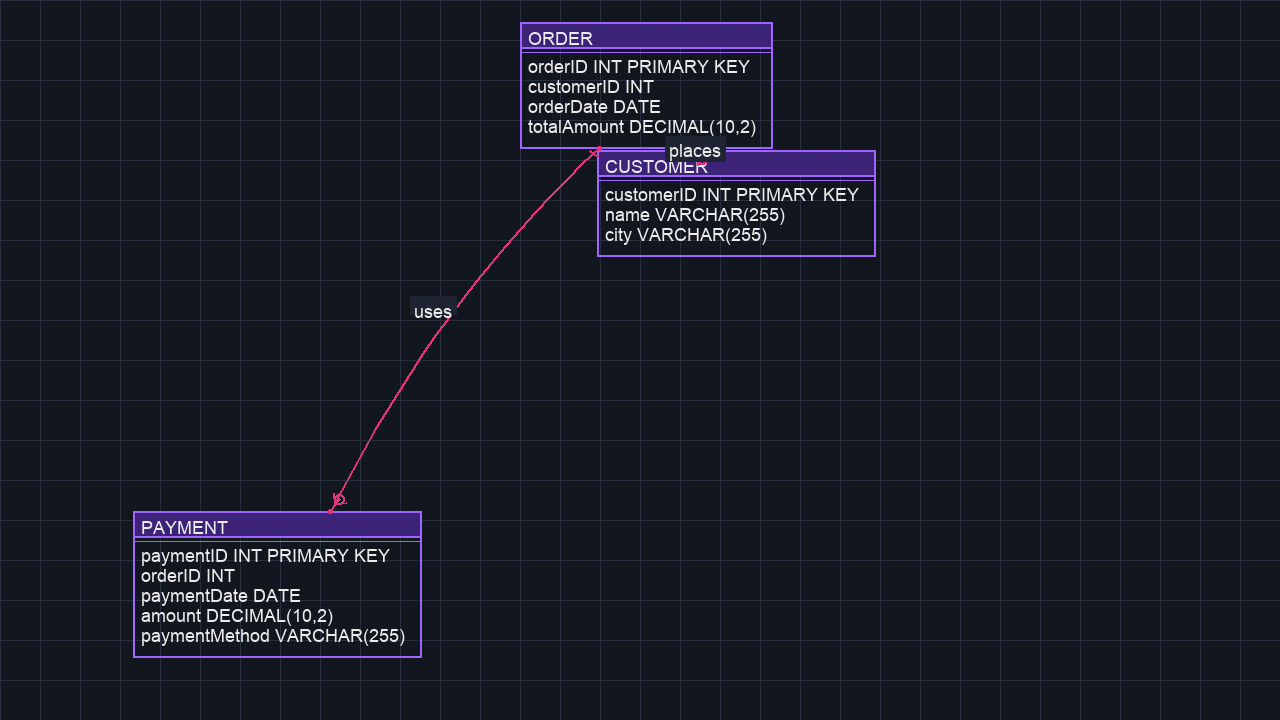 ORDER
orderID INT PRIMARY KEY
customerID INT
orderDate DATE
totalAmount DECIMAL(10,2)
places
CUSTOMER
customerID INT PRIMARY KEY
name VARCHAR(255)
city VARCHAR(255)
uses
PAYMENT
paymentID INT PRIMARY KEY
orderID INT
paymentDate DATE
amount DECIMAL(10,2)
paymentMethod VARCHAR(255)